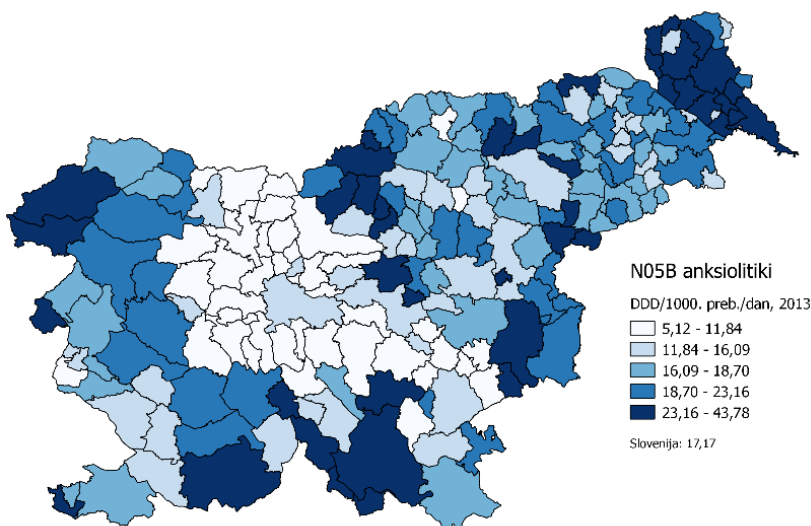 N05B anksiolitiki
DDD/1000. preb./dan, 2013
5,12 - 11,84
11,84 - 16,09
16,09 - 18,70
18,70 - 23,16
23,16 - 43,78
Slovenija: 17,17